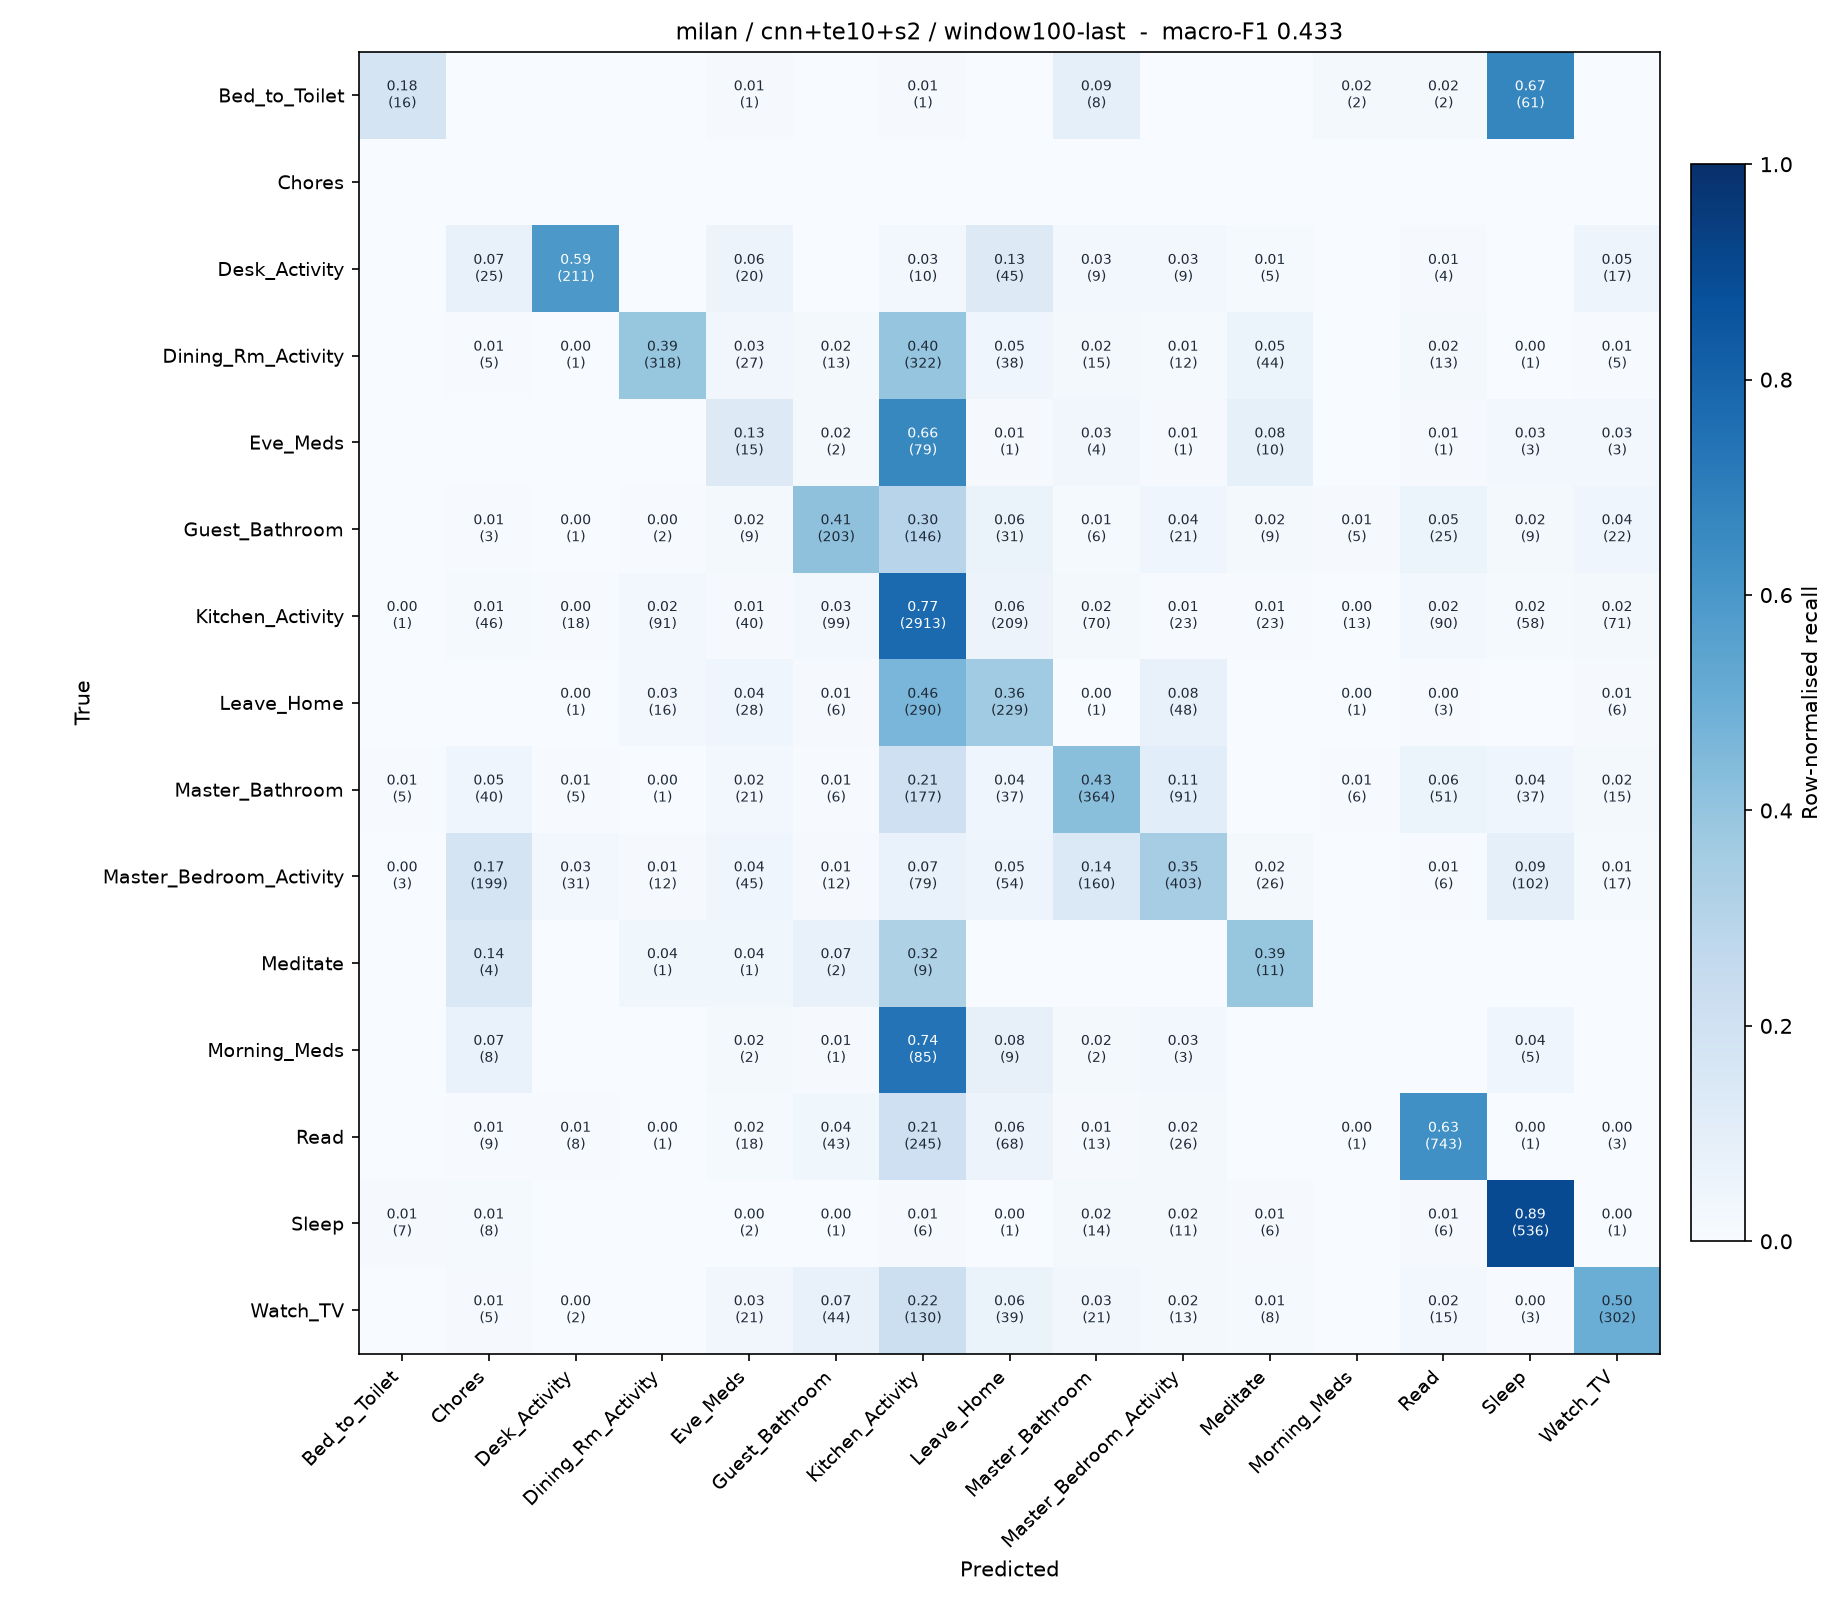 milan / cnn+te10+s2 / window100-last  -  macro-F1 0.433
Bed_to_Toilet
0.18 0.01 0.01 0.09 0.02 0.02 0.67
(16) (1) (1) (8) (2) (2) (61)
Chores
Desk_Activity
0.07 0.59 0.06 0.03 0.13 0.03 0.03 0.01 0.01 0.05
(25) (211) (20) (10) (45) (9) (9) (5) (4) (17)
Dining_Rm_Activity
0.01 0.00 0.39 0.03 0.02 0.40 0.05 0.02 0.01 0.05 0.02 0.00 0.01
(5) (1) (318) (27) (13) (322) (38) (15) (12) (44) (13) (1) (5)
Eve_Meds
0.13 0.02 0.66 0.01 0.03 0.01 0.08 0.01 0.03 0.03
(15) (2) (79) (1) (4) (1) (10) (1) (3) (3)
Guest_Bathroom
0.01 0.00 0.00 0.02 0.41 0.30 0.06 0.01 0.04 0.02 0.01 0.05 0.02 0.04
(3) (1) (2) (9) (203) (146) (31) (6) (21) (9) (5) (25) (9) (22)
Kitchen_Activity
0.00 0.01 0.00 0.02 0.01 0.03 0.77 0.06 0.02 0.01 0.01 0.00 0.02 0.02 0.02
(1) (46) (18) (91) (40) (99) (2913) (209) (70) (23) (23) (13) (90) (58) (71)
Leave_Home
0.00 0.03 0.04 0.01 0.46 0.36 0.00 0.08 0.00 0.00 0.01
(1) (16) (28) (6) (290) (229) (1) (48) (1) (3) (6)
Master_Bathroom
0.01 0.05 0.01 0.00 0.02 0.01 0.21 0.04 0.43 0.11 0.01 0.06 0.04 0.02
(5) (40) (5) (1) (21) (6) (177) (37) (364) (91) (6) (51) (37) (15)
Master_Bedroom_Activity
0.00 0.17 0.03 0.01 0.04 0.01 0.07 0.05 0.14 0.35 0.02 0.01 0.09 0.01
(3) (199) (31) (12) (45) (12) (79) (54) (160) (403) (26) (6) (102) (17)
Meditate
0.14 0.04 0.04 0.07 0.32 0.39
(4) (1) (1) (2) (9) (11)
Morning_Meds
0.07 0.02 0.01 0.74 0.08 0.02 0.03 0.04
(8) (2) (1) (85) (9) (2) (3) (5)
Read
0.01 0.01 0.00 0.02 0.04 0.21 0.06 0.01 0.02 0.00 0.63 0.00 0.00
(9) (8) (1) (18) (43) (245) (68) (13) (26) (1) (743) (1) (3)
Sleep
0.01 0.01 0.00 0.00 0.01 0.00 0.02 0.02 0.01 0.01 0.89 0.00
(7) (8) (2) (1) (6) (1) (14) (11) (6) (6) (536) (1)
Watch_TV
0.01 0.00 0.03 0.07 0.22 0.06 0.03 0.02 0.01 0.02 0.00 0.50
(5) (2) (21) (44) (130) (39) (21) (13) (8) (15) (3) (302)
True
Bed_to_Toilet
Chores
Desk_Activity
Dining_Rm_Activity
Eve_Meds
Guest_Bathroom
Kitchen_Activity
Leave_Home
Master_Bathroom
Master_Bedroom_Activity
Meditate
Morning_Meds
Read
Sleep
Watch_TV
Predicted
1.0
0.8
0.6
0.4
0.2
0.0
Row-normalised recall